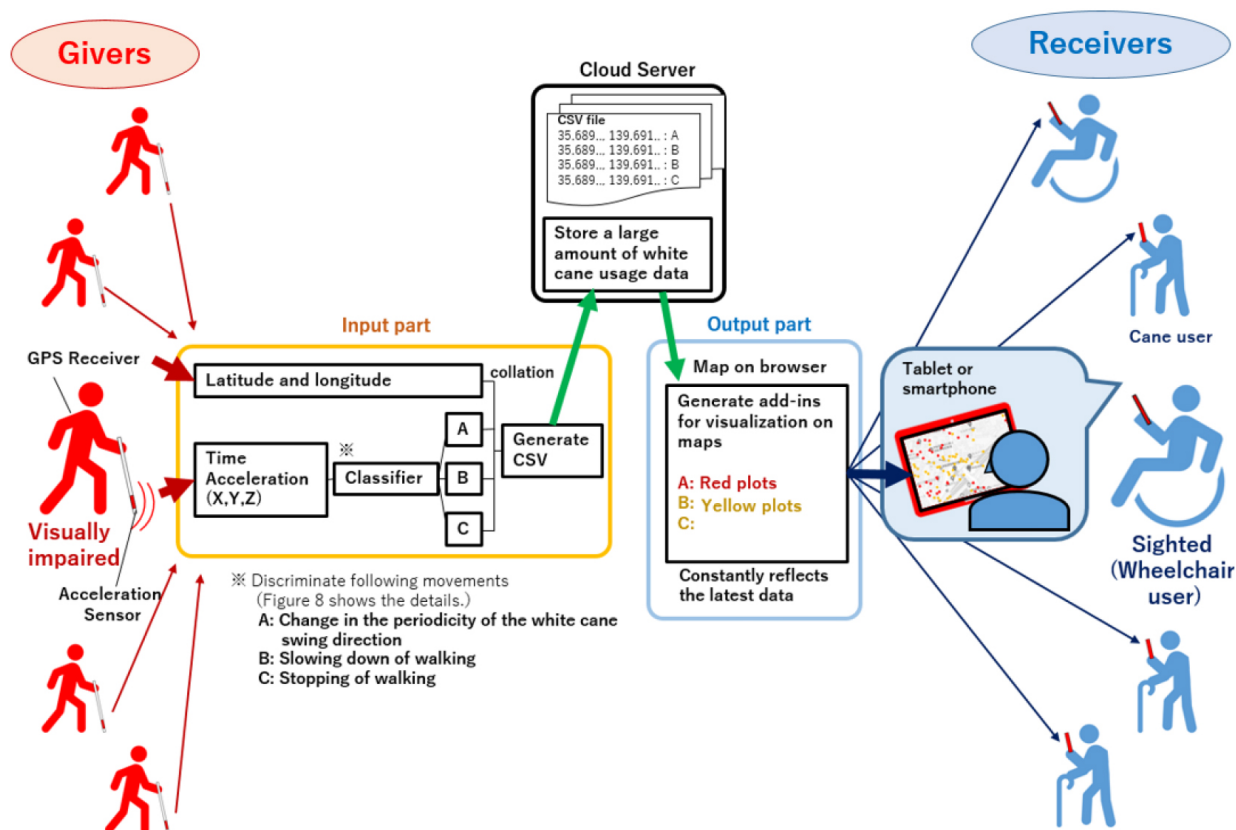 Givers
Receivers
Cloud Server
CSV file
35.689... 139.691.. : A
35.689... 139.691.. : B
35.689... 139.691.. : B
35.689... 139.691.. : C
Store a large
amount of white
cane usage data
Input part
GPS Receiver
Latitude and longitude
collation
Time
Acceleration
(X,Y,Z)
※
Classifier
A
B
C
Generate
CSV
Visually
impaired
Acceleration
Sensor
※ Discriminate following movements
(Figure 8 shows the details.)
A: Change in the periodicity of the white cane
swing direction
B: Slowing down of walking
C: Stopping of walking
Output part
Map on browser
Generate add-ins
for visualization on
maps
A: Red plots
B: Yellow plots
C:
Constantly reflects
the latest data
Cane user
Tablet or
smartphone
Sighted
(Wheelchair
user)